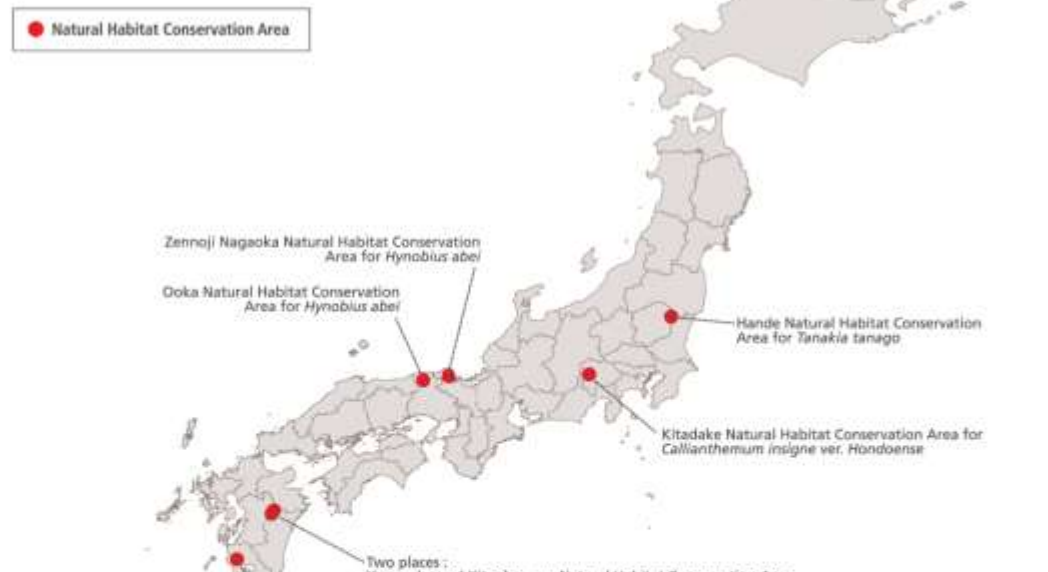 Natural Habitat Conservation Area
Zennoji Nagaoka Natural Habitat Conservation
Area for Hynobius abei
Ooka Natural Habitat Conservation
Area for Hynobius abei
Hande Natural Habitat Conservation
Area for Tanakia tanago
Kitadake Natural Habitat Conservation Area for
Callianthemum insigne ver. Hondoense
Two places :